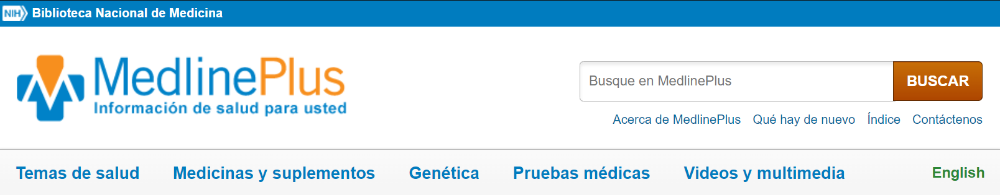 NIH Biblioteca Nacional de Medicina
MedlinePlus
Información de salud para usted
Busque en MedlinePlus
BUSCAR
Acerca de MedlinePlus Qué hay de nuevo Índice Contáctenos
Temas de salud Medicinas y suplementos Genética Pruebas médicas Videos y multimedia English